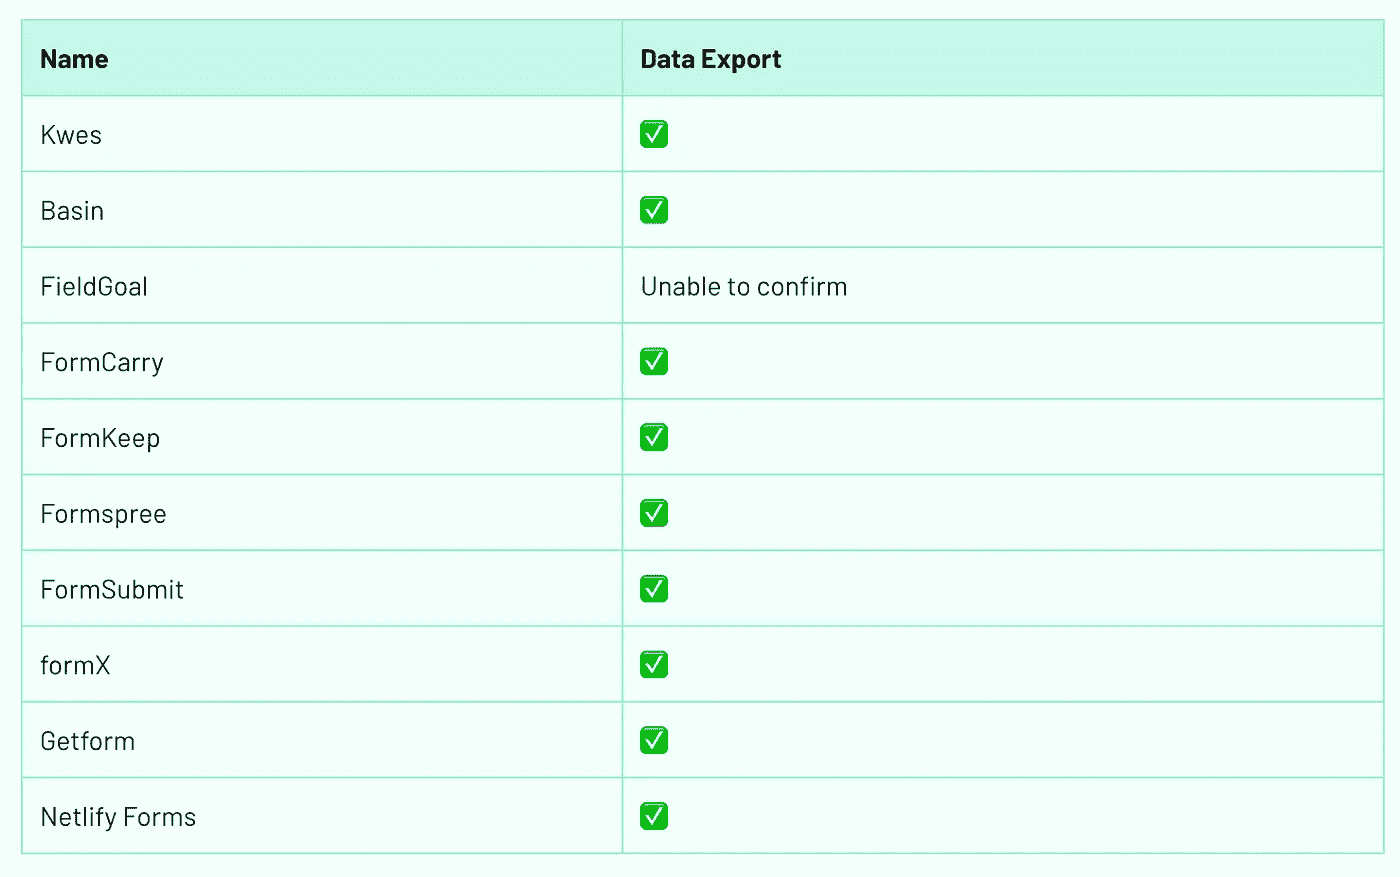 Name Data Export
Kwes ✅
Basin ✅
FieldGoal Unable to confirm
FormCarry ✅
FormKeep ✅
Formspree ✅
FormSubmit ✅
formX ✅
Getform ✅
Netlify Forms ✅